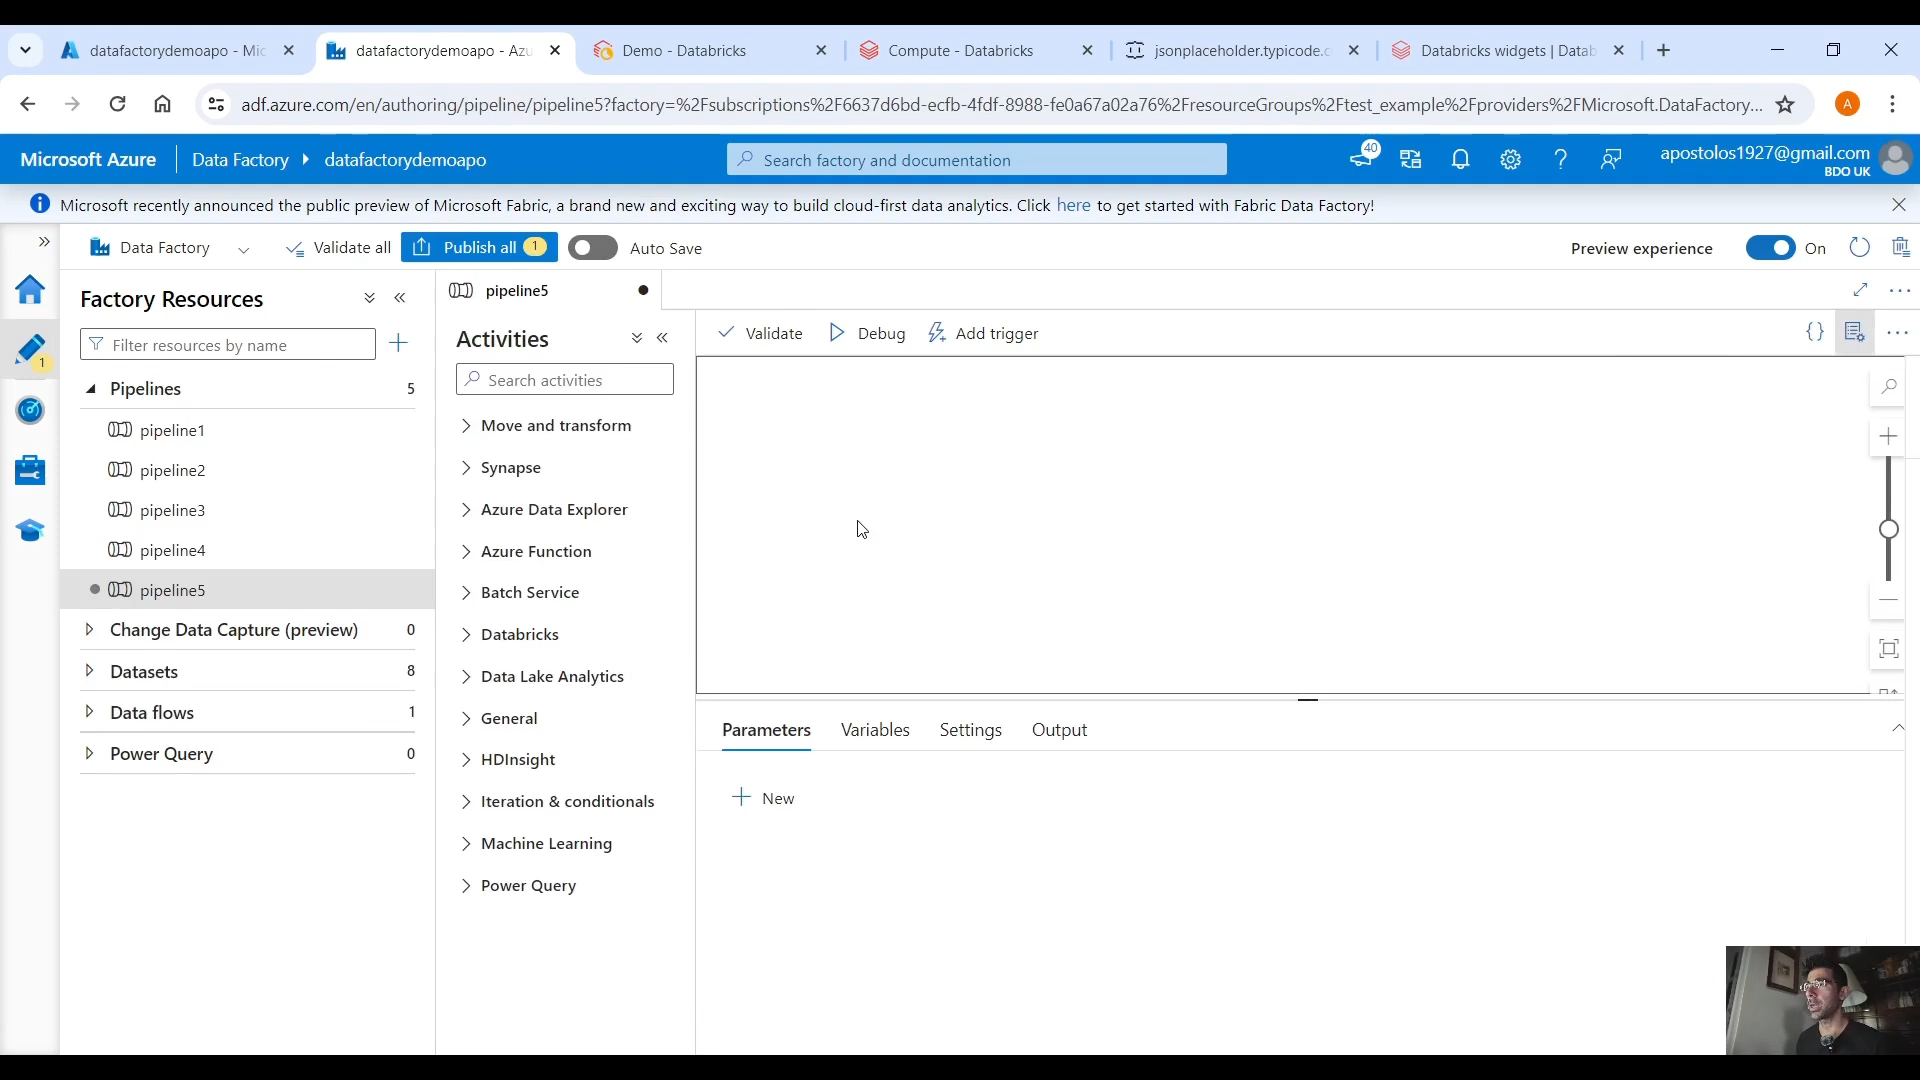 datafactorydemoapo - Mic
datafactorydemoapo - Azu
Demo - Databricks
Compute - Databricks
jsonplaceholder.typicode.c
Databricks widgets | Datab
adf.azure.com/en/authoring/pipeline/pipeline5?factory=%2Fsubscriptions%2F6637d6bd-ecfb-4fdf-8988-fe0a67a02a76%2FresourceGroups%2Ftest_example%2Fproviders%2FMicrosoft.DataFactory...
A
Microsoft Azure
Data Factory
datafactorydemoapo
Search factory and documentation
40
apostolos1927@gmail.com
BDO UK
Microsoft recently announced the public preview of Microsoft Fabric, a brand new and exciting way to build cloud-first data analytics. Click here to get started with Fabric Data Factory!
Data Factory
Validate all
Publish all 1
Auto Save
Preview experience
On
1
Factory Resources
Filter resources by name
Pipelines 5
pipeline1
pipeline2
pipeline3
pipeline4
pipeline5
Change Data Capture (preview) 0
Datasets 8
Data flows 1
Power Query 0
pipeline5
Activities
Search activities
Move and transform
Synapse
Azure Data Explorer
Azure Function
Batch Service
Databricks
Data Lake Analytics
General
HDInsight
Iteration & conditionals
Machine Learning
Power Query
Validate
Debug
Add trigger
{}
Parameters
Variables
Settings
Output
New